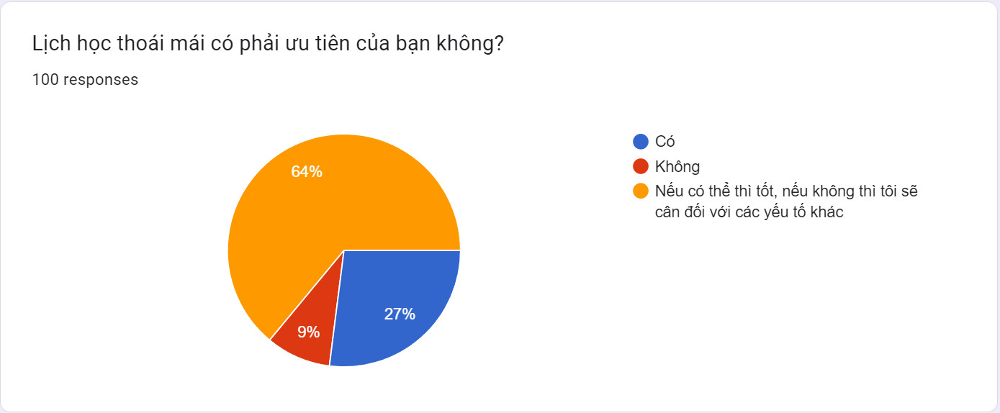 Lịch học thoái mái có phải ưu tiên của bạn không?
100 responses
64%
27%
9%
Có
Không
Nếu có thể thì tốt, nếu không thì tôi sẽ
cân đối với các yếu tố khác